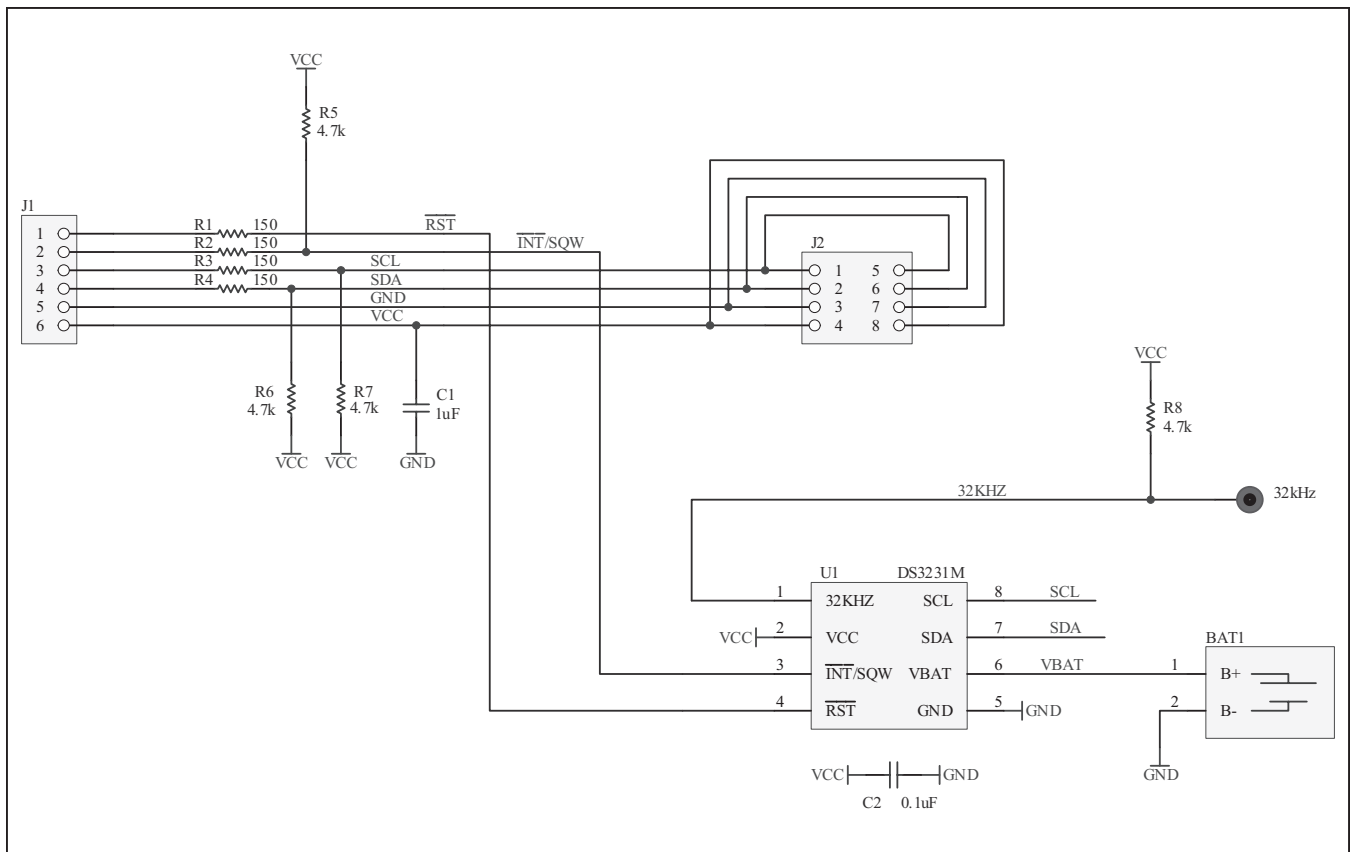 VCC
R5
4.7k
J1
1
2
3
4
5
6
R1 150
R2 150
R3 150
R4 150
RST
INT/SQW
SCL
SDA
GND
VCC
J2
1 5
2 6
3 7
4 8
R6
4.7k
VCC
R7
4.7k
VCC
C1
1uF
GND
VCC
R8
4.7k
32KHZ
32kHz
U1 DS3231M
1 32KHZ SCL 8 SCL
VCC 2 VCC SDA 7 SDA
3 INT/SQW VBAT 6 VBAT
4 RST GND 5 GND
BAT1
1 B+
2 B-
GND
VCC GND
C2 0.1uF